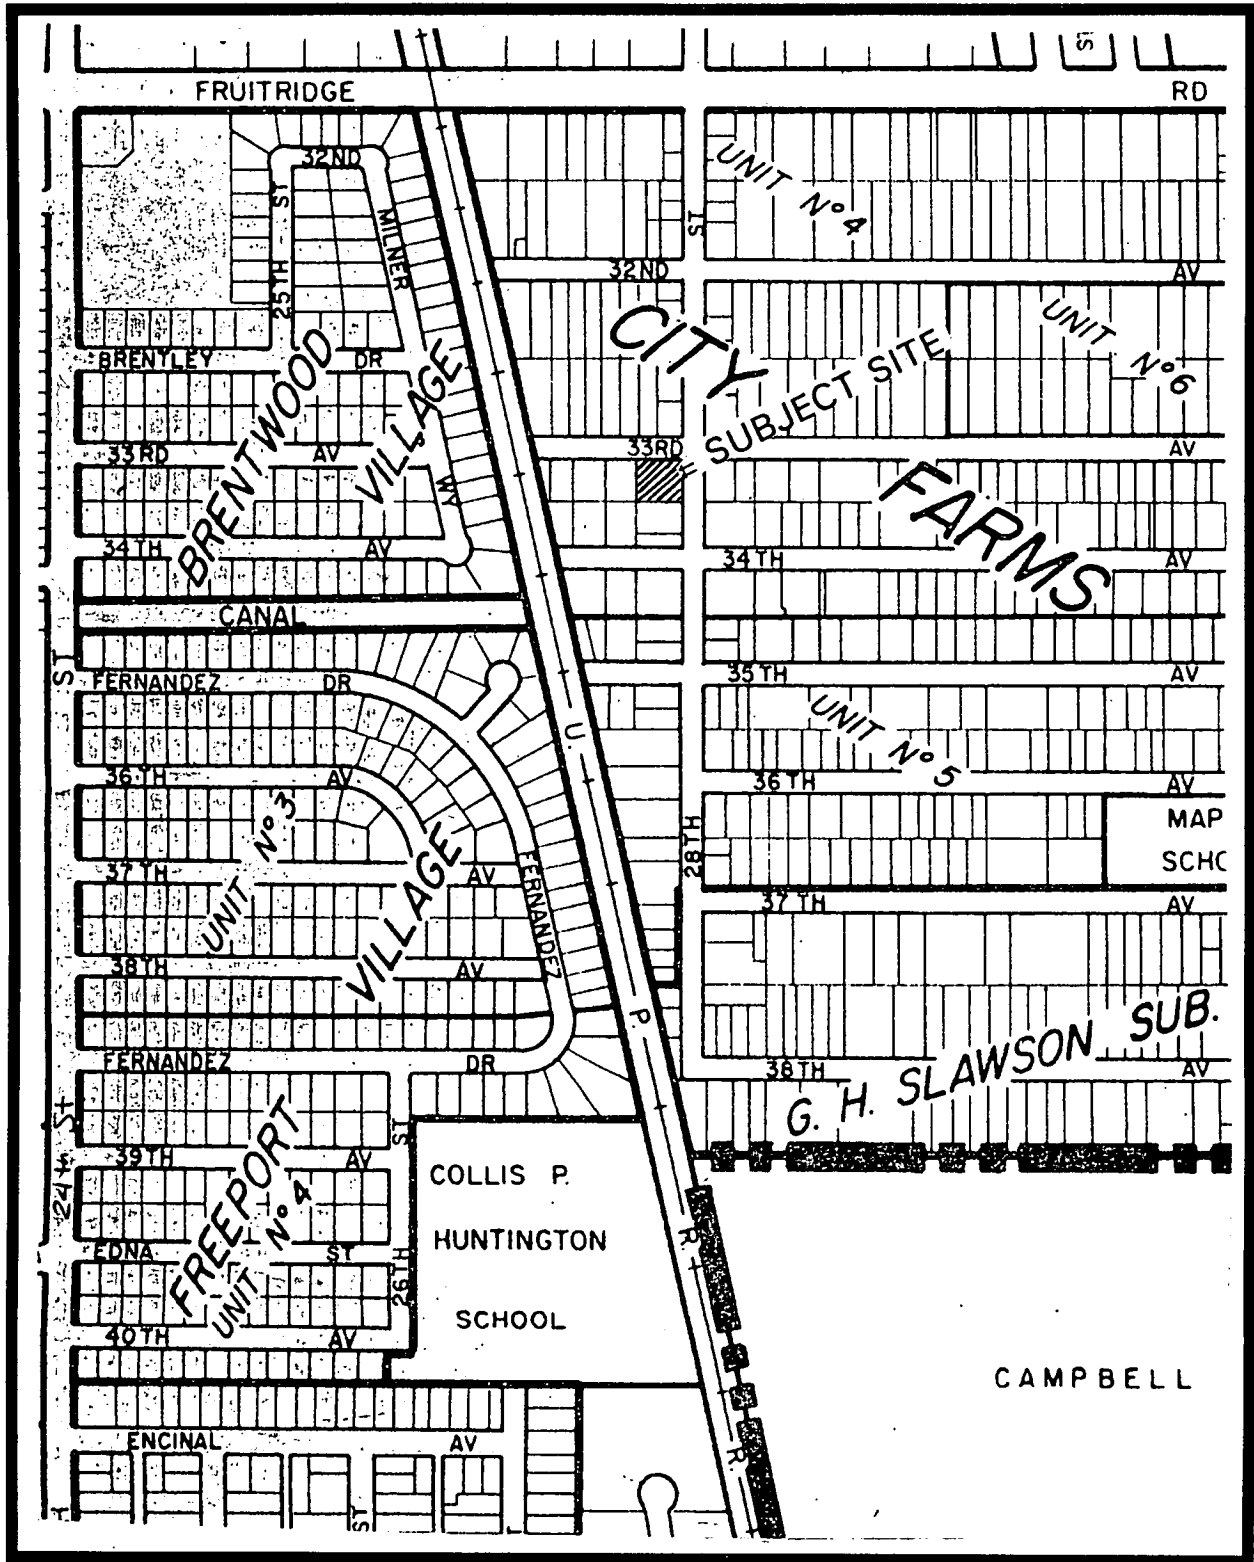 ST
FRUITRIDGE
RD
32ND
25TH ST
MILNER
WY
UNIT Nº 4
ST
32ND
AV
CITY
SUBJECT SITE
UNIT Nº 6
BRENTLEY
DR
BRENTWOOD
VILLAGE
33RD
AV
33RD
AV
FARMS
34TH
AV
34TH
AV
CANAL
ST
FERNANDEZ
DR
35TH
AV
UNIT Nº 5
U.
P.
R.
R.
36TH
AV
36TH
AV
MAP
SCHO
28TH
UNIT Nº 3
VILLAGE
37TH
AV
FERNANDEZ
37TH
AV
38TH
AV
G. H. SLAWSON SUB.
FERNANDEZ
DR
38TH
AV
ST
24TH
FREEPORT
UNIT Nº 4
39TH
AV
ST
26TH
COLLIS P.
HUNTINGTON
SCHOOL
EDNA
ST
40TH
AV
CAMPBELL
ENCINAL
AV
ST